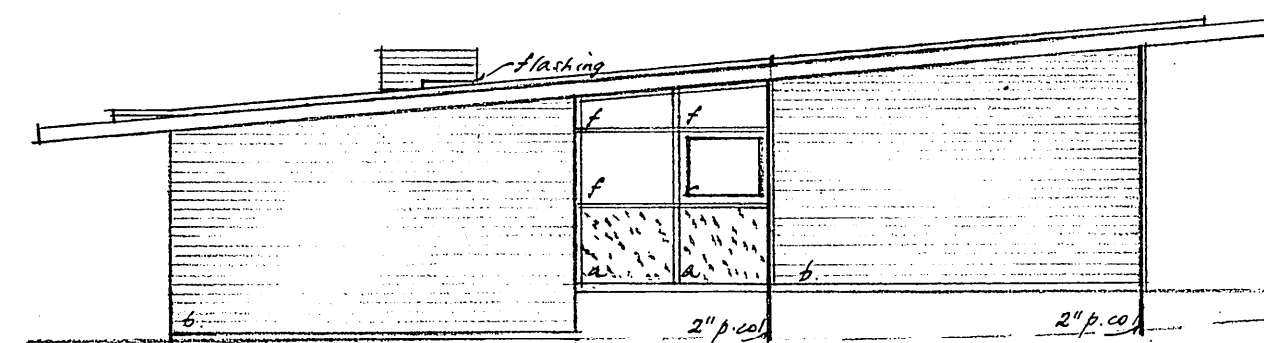 flashing
f f
f
a a b.
b. 2" p.col. 2" p.col